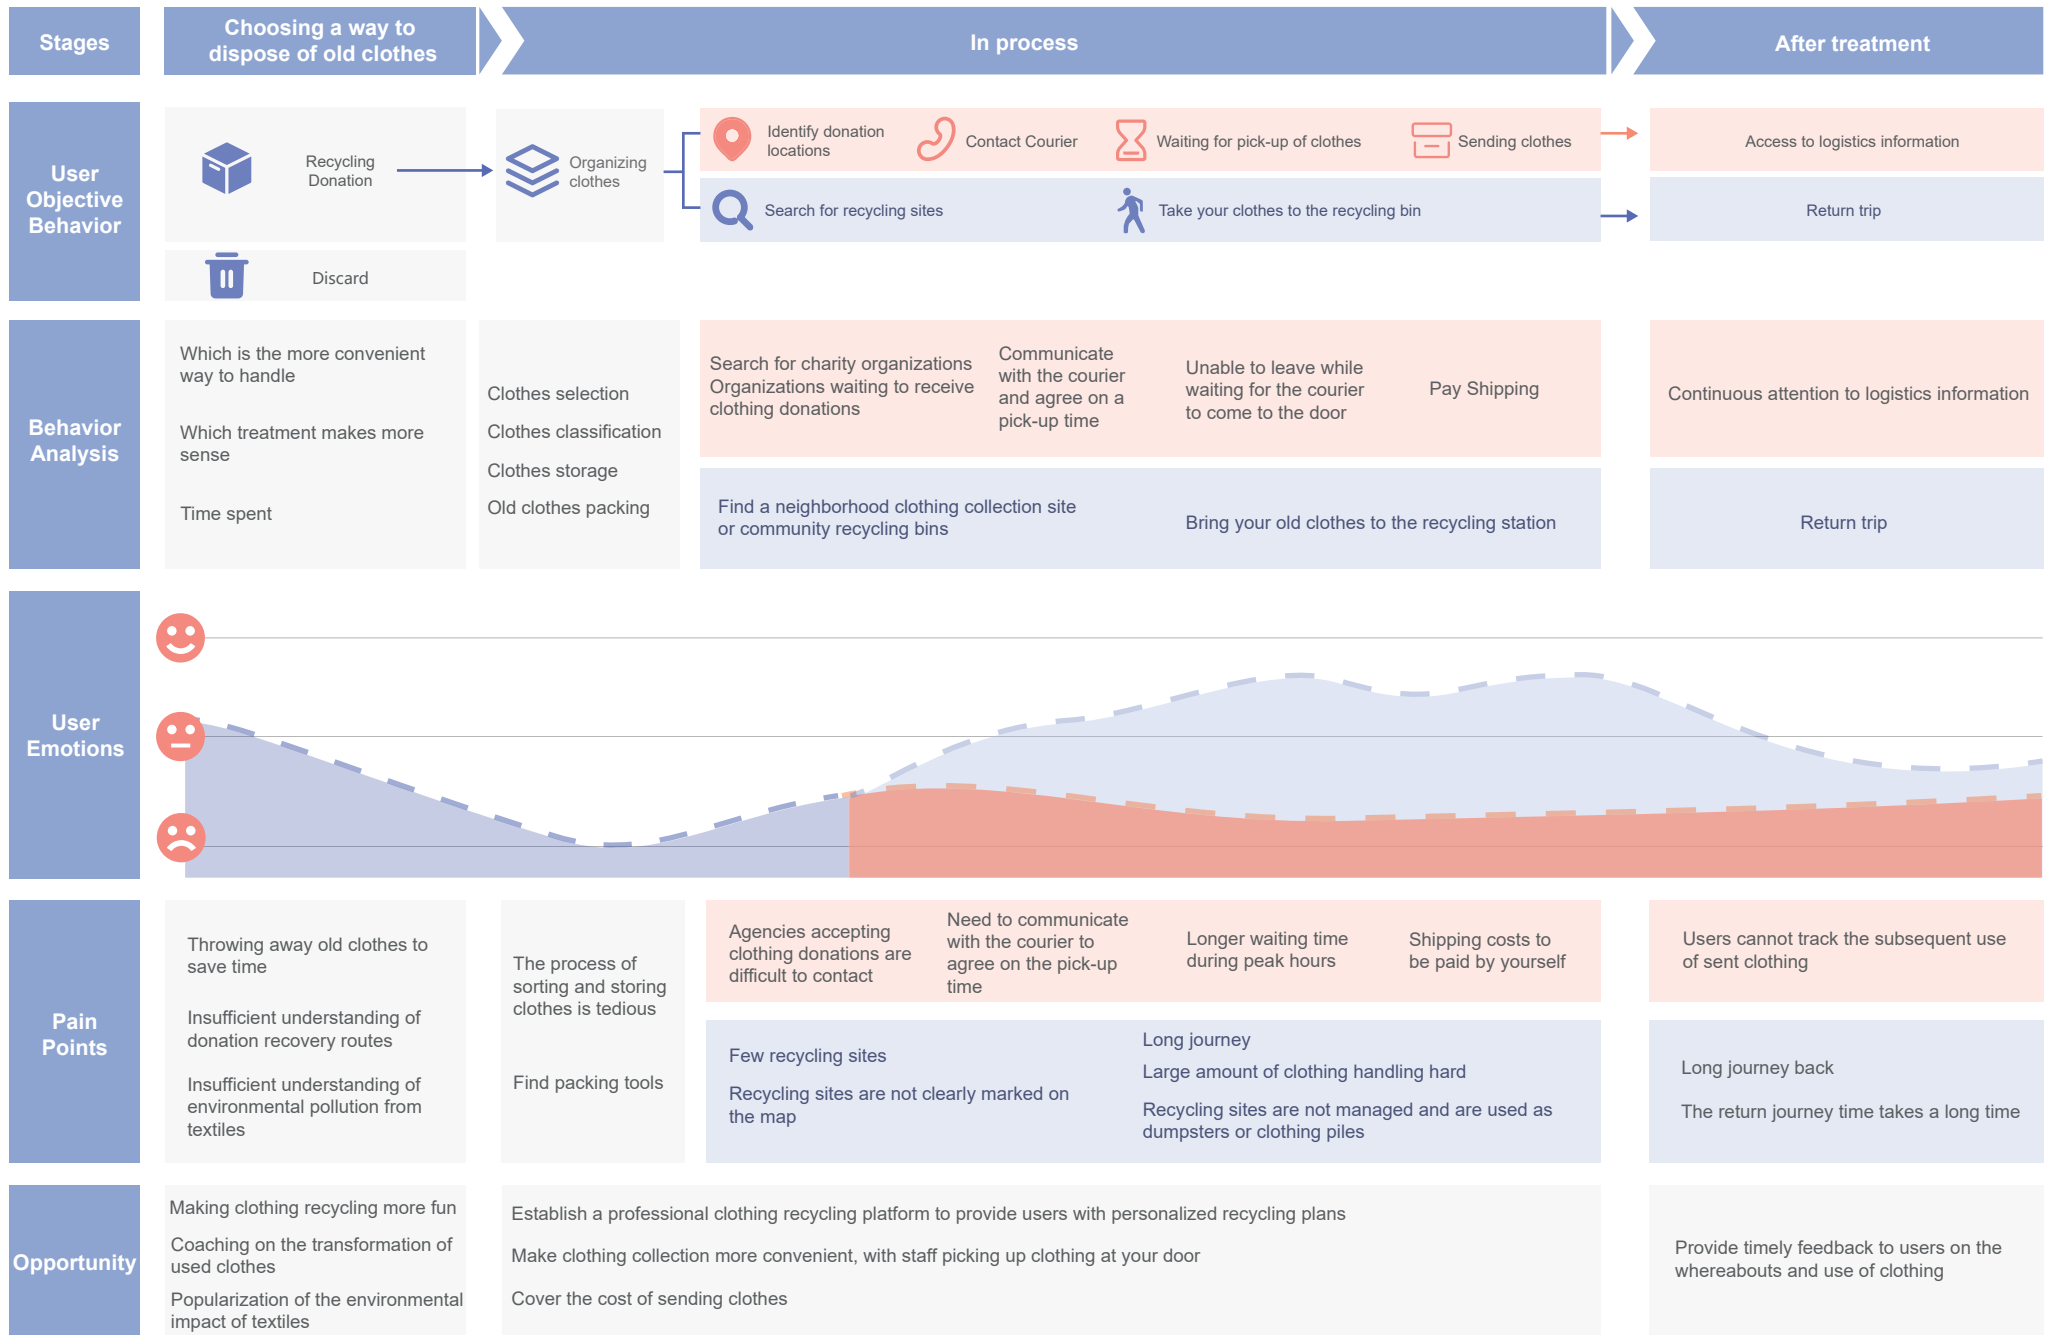 Stages
Choosing a way to
dispose of old clothes
In process
After treatment
User
Objective
Behavior
Recycling
Donation
Discard
Organizing
clothes
Identify donation
locations
Contact Courier
Waiting for pick-up of clothes
Sending clothes
Access to logistics information
Search for recycling sites
Take your clothes to the recycling bin
Return trip
Behavior
Analysis
Which is the more convenient
way to handle
Which treatment makes more
sense
Time spent
Clothes selection
Clothes classification
Clothes storage
Old clothes packing
Search for charity organizations
Organizations waiting to receive
clothing donations
Communicate
with the courier
and agree on a
pick-up time
Unable to leave while
waiting for the courier
to come to the door
Pay Shipping
Continuous attention to logistics information
Find a neighborhood clothing collection site
or community recycling bins
Bring your old clothes to the recycling station
Return trip
User
Emotions
Pain
Points
Throwing away old clothes to
save time
Insufficient understanding of
donation recovery routes
Insufficient understanding of
environmental pollution from
textiles
The process of
sorting and storing
clothes is tedious
Find packing tools
Agencies accepting
clothing donations are
difficult to contact
Need to communicate
with the courier to
agree on the pick-up
time
Longer waiting time
during peak hours
Shipping costs to
be paid by yourself
Users cannot track the subsequent use
of sent clothing
Few recycling sites
Recycling sites are not clearly marked on
the map
Long journey
Large amount of clothing handling hard
Recycling sites are not managed and are used as
dumpsters or clothing piles
Long journey back
The return journey time takes a long time
Opportunity
Making clothing recycling more fun
Coaching on the transformation of
used clothes
Popularization of the environmental
impact of textiles
Establish a professional clothing recycling platform to provide users with personalized recycling plans
Make clothing collection more convenient, with staff picking up clothing at your door
Cover the cost of sending clothes
Provide timely feedback to users on the
whereabouts and use of clothing